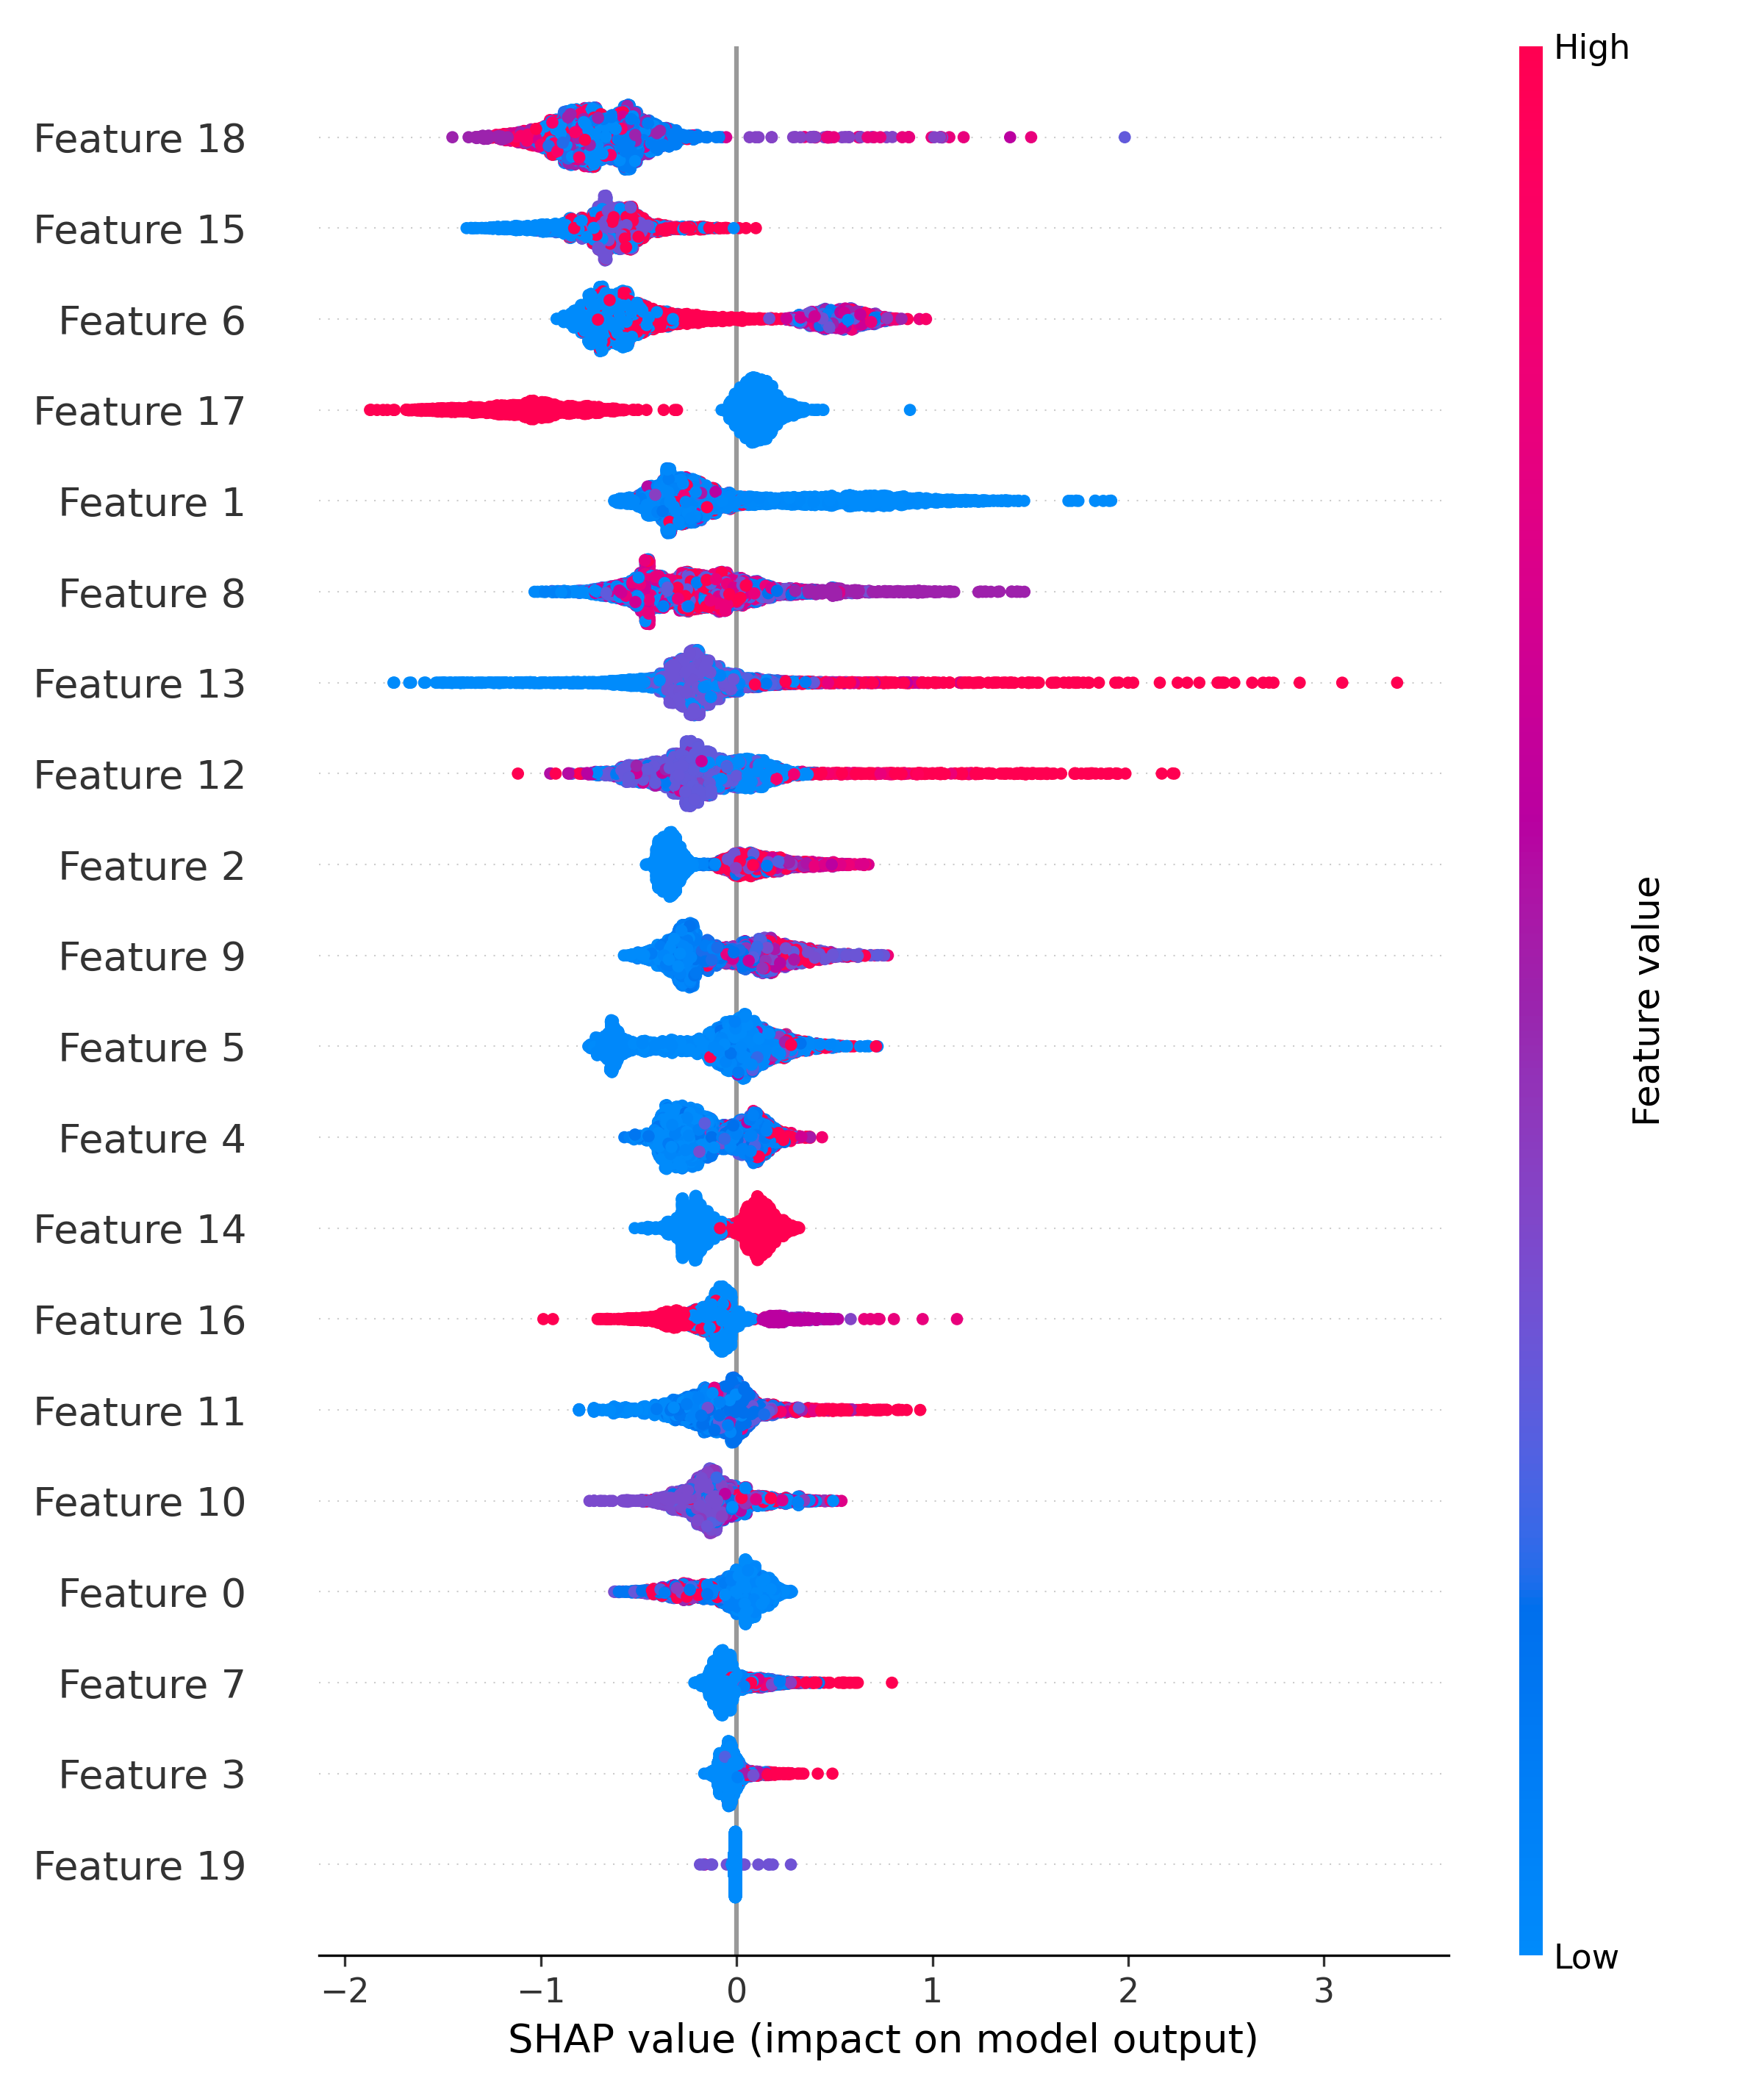 High
Feature 18
Feature 15
Feature 6
Feature 17
Feature 1
Feature 8
Feature 13
Feature 12
Feature 2
Feature 9
Feature 5
Feature 4
Feature 14
Feature 16
Feature 11
Feature 10
Feature 0
Feature 7
Feature 3
Feature 19
Feature value
Low
−2 −1 0 1 2 3
SHAP value (impact on model output)